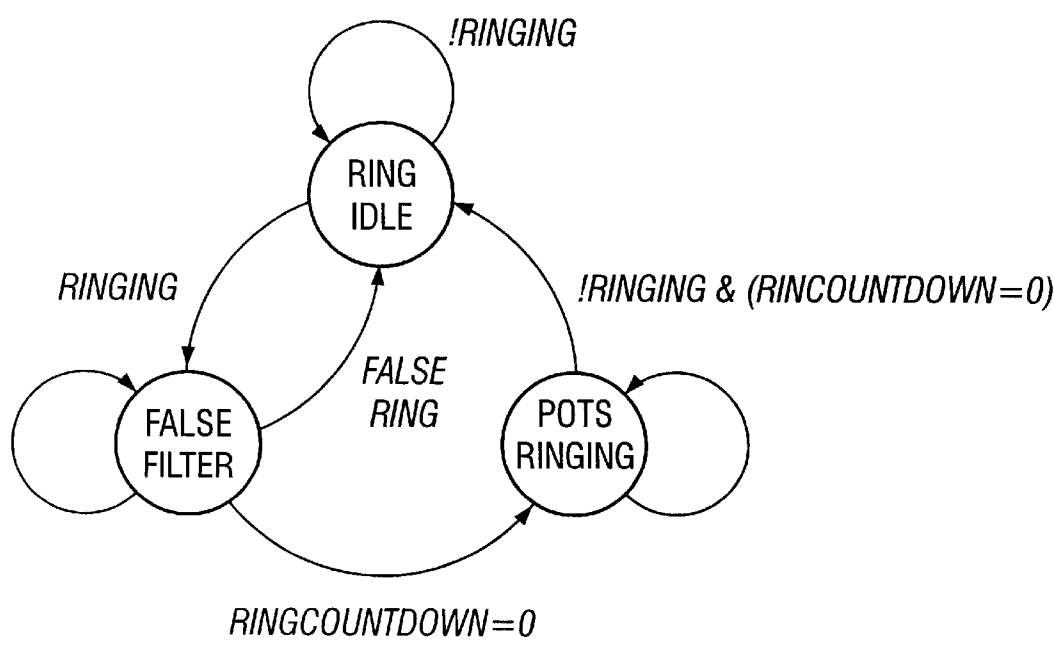 !RINGING
RING
IDLE
RINGING
!RINGING & (RINCOUNTDOWN=0)
FALSE
RING
FALSE
FILTER
POTS
RINGING
RINGCOUNTDOWN=0